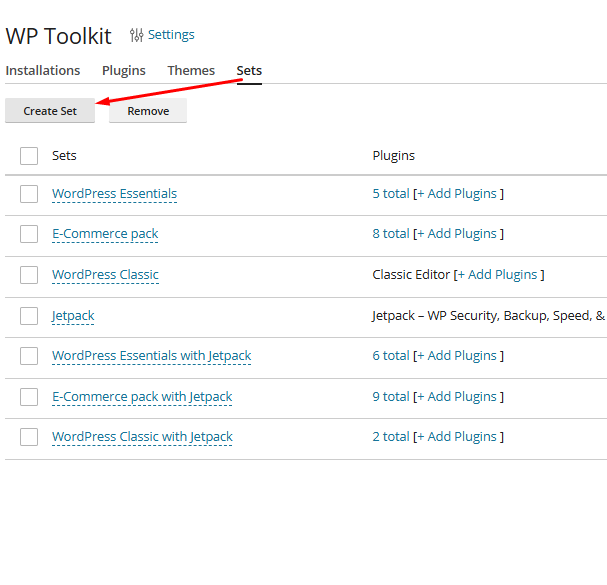 WP Toolkit Settings
Installations Plugins Themes Sets
Create Set Remove
Sets Plugins
WordPress Essentials 5 total [+ Add Plugins ]
E-Commerce pack 8 total [+ Add Plugins ]
WordPress Classic Classic Editor [+ Add Plugins ]
Jetpack Jetpack – WP Security, Backup, Speed, &
WordPress Essentials with Jetpack 6 total [+ Add Plugins ]
E-Commerce pack with Jetpack 9 total [+ Add Plugins ]
WordPress Classic with Jetpack 2 total [+ Add Plugins ]